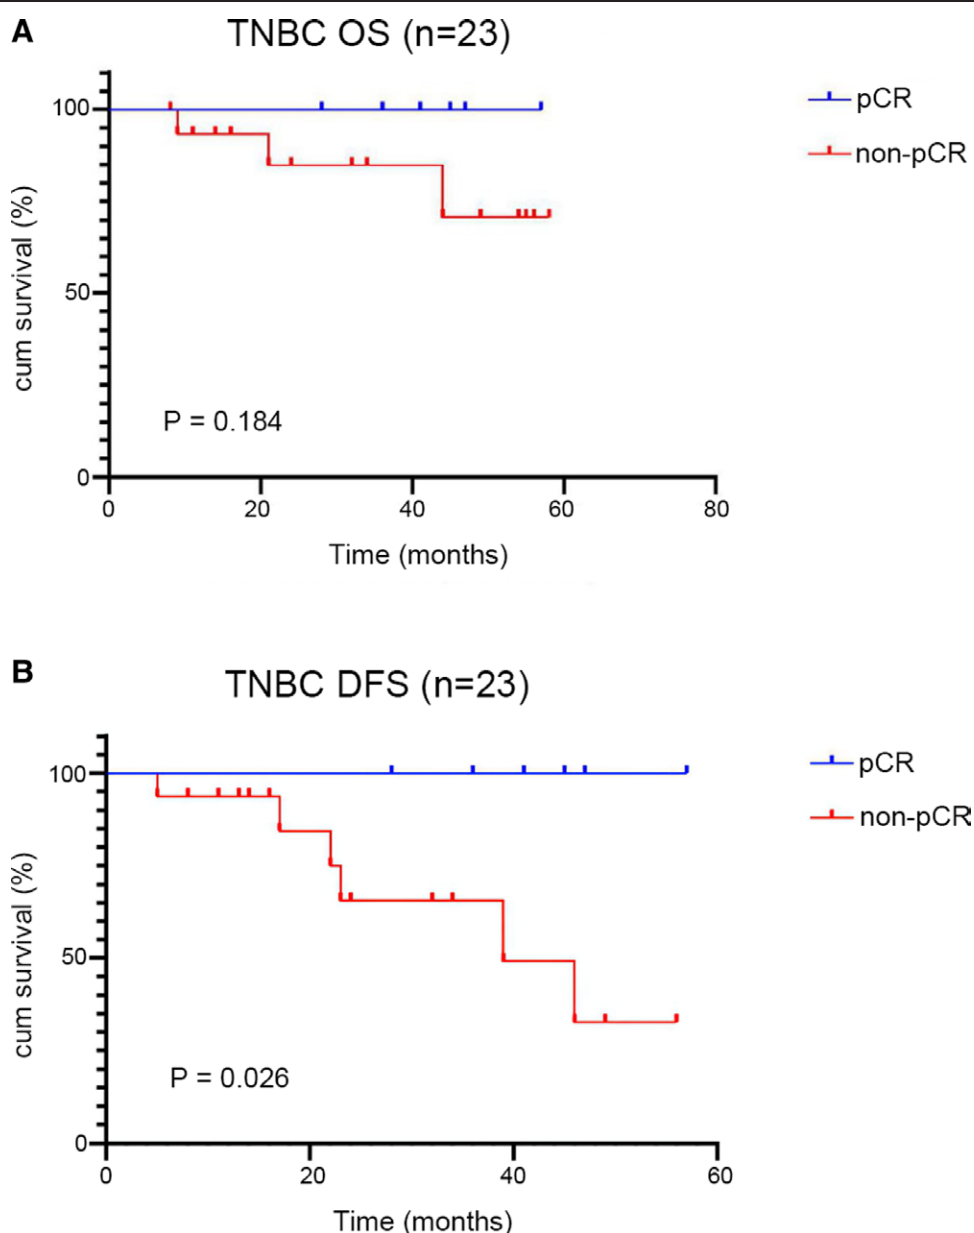 A
TNBC OS (n=23)
100
50
0
cum survival (%)
P = 0.184
0 20 40 60 80
Time (months)
pCR
non-pCR
B
TNBC DFS (n=23)
100
50
0
cum survival (%)
P = 0.026
0 20 40 60
Time (months)
pCR
non-pCR